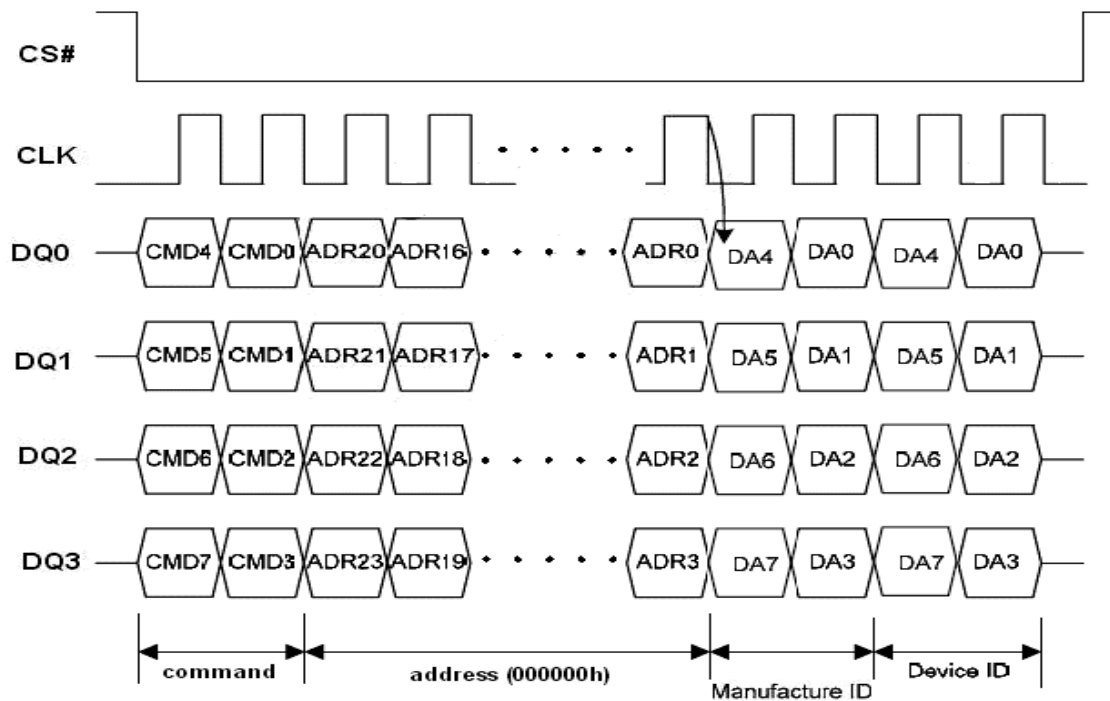 CS#
CLK
DQ0 CMD4 CMD0 ADR20 ADR16 ADR0 DA4 DA0 DA4 DA0
DQ1 CMD5 CMD1 ADR21 ADR17 ADR1 DA5 DA1 DA5 DA1
DQ2 CMD6 CMD2 ADR22 ADR18 ADR2 DA6 DA2 DA6 DA2
DQ3 CMD7 CMD3 ADR23 ADR19 ADR3 DA7 DA3 DA7 DA3
command address (000000h) Manufacture ID Device ID